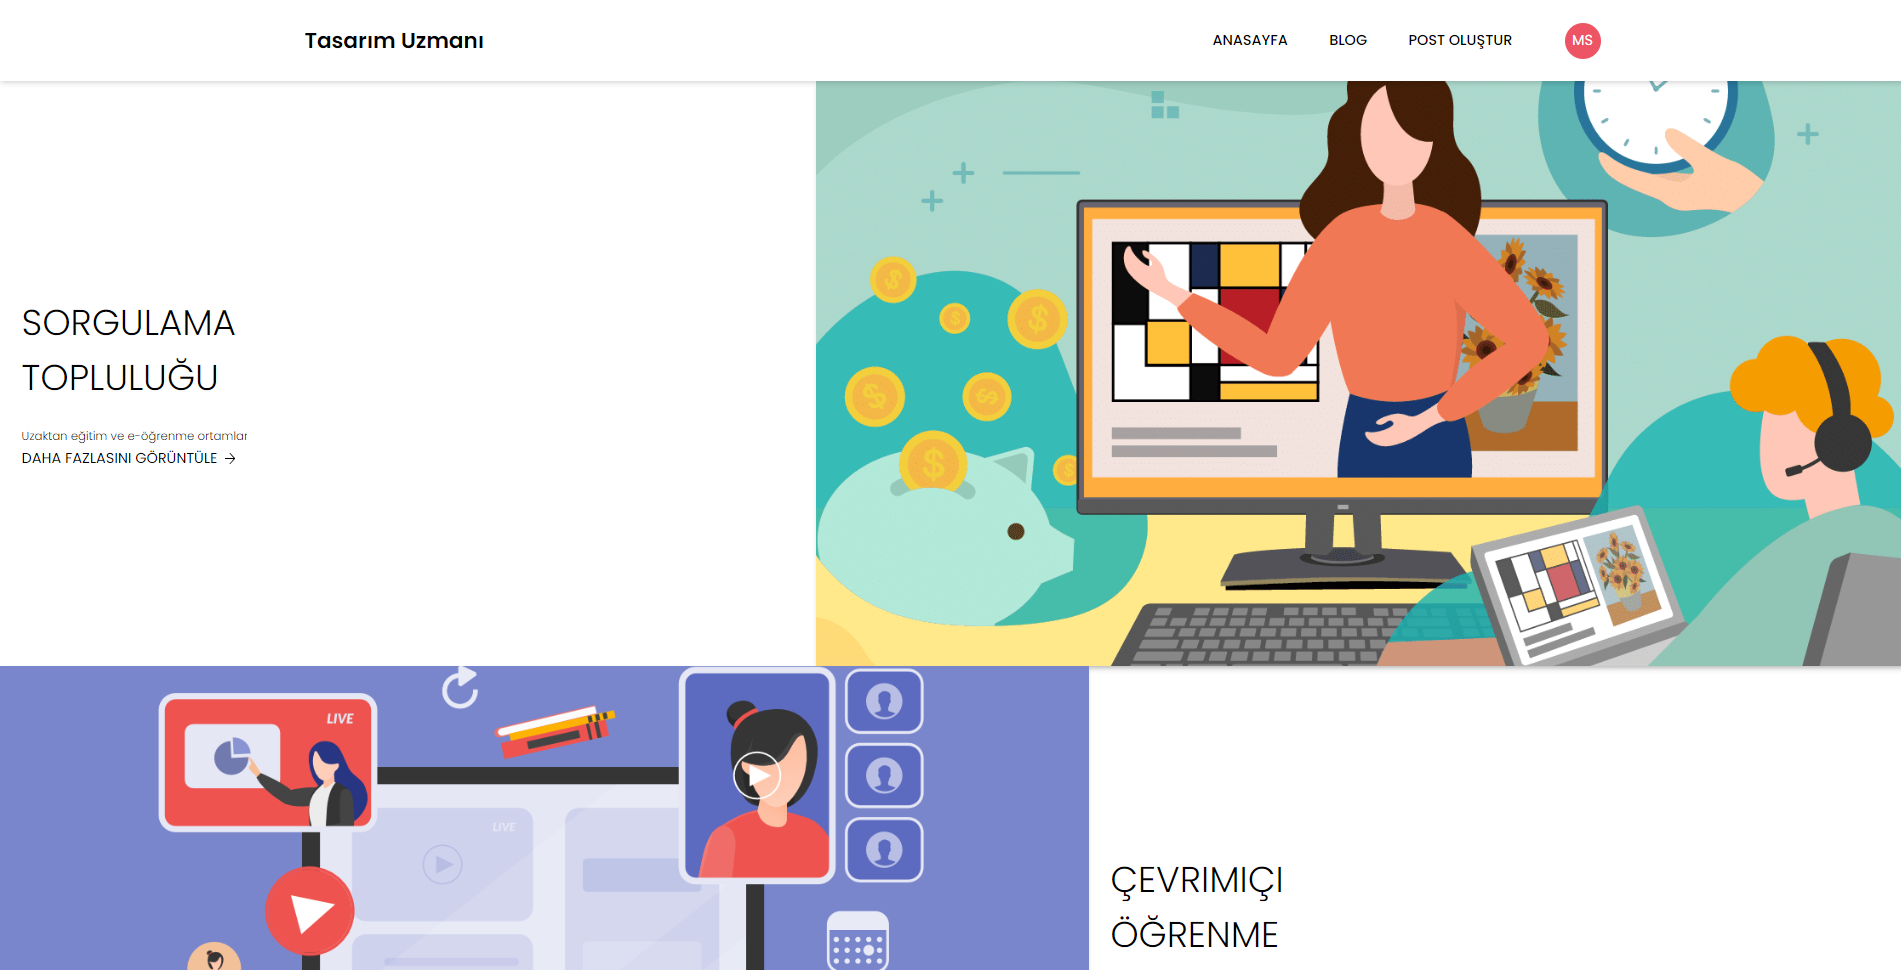 Tasarım Uzmanı
ANASAYFA BLOG POST OLUŞTUR MS
SORGULAMA
TOPLULUĞU
Uzaktan eğitim ve e-öğrenme ortamlar
DAHA FAZLASINI GÖRÜNTÜLE →
LIVE
LIVE
ÇEVRIMIÇI
ÖĞRENME